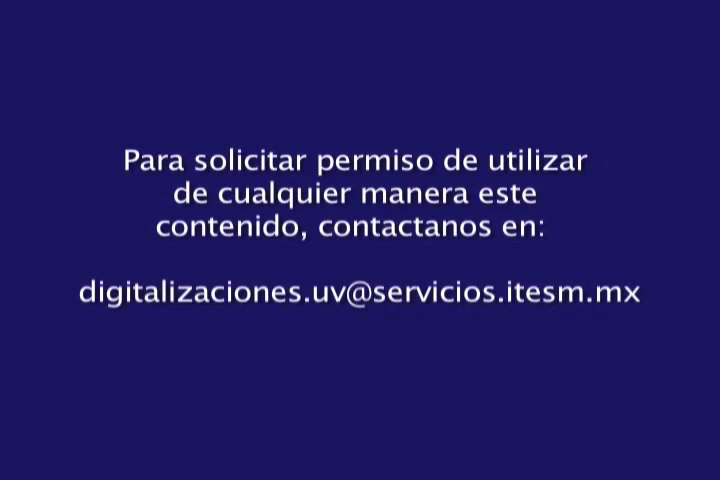 Para solicitar permiso de utilizar
de cualquier manera este
contenido, contactanos en:
digitalizaciones.uv@servicios.itesm.mx